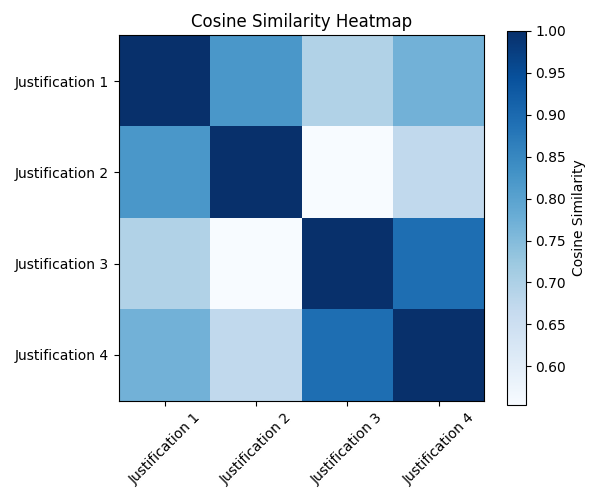 Cosine Similarity Heatmap
Justification 1
Justification 2
Justification 3
Justification 4
Justification 1
Justification 2
Justification 3
Justification 4
1.00
0.95
0.90
0.85
0.80
0.75
0.70
0.65
0.60
Cosine Similarity